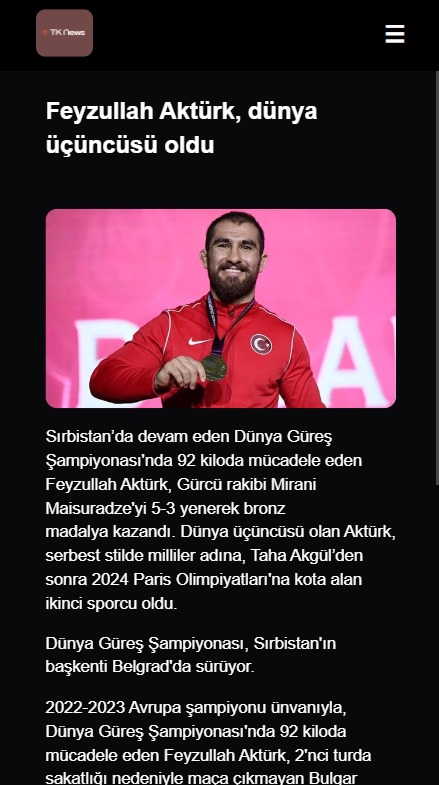 TK News
Feyzullah Aktürk, dünya
üçüncüsü oldu
Sırbistan’da devam eden Dünya Güreş
Şampiyonası'nda 92 kiloda mücadele eden
Feyzullah Aktürk, Gürcü rakibi Mirani
Maisuradze'yi 5-3 yenerek bronz
madalya kazandı. Dünya üçüncüsü olan Aktürk,
serbest stilde milliler adına, Taha Akgül’den
sonra 2024 Paris Olimpiyatları'na kota alan
ikinci sporcu oldu.
Dünya Güreş Şampiyonası, Sırbistan'ın
başkenti Belgrad'da sürüyor.
2022-2023 Avrupa şampiyonu ünvanıyla,
Dünya Güreş Şampiyonası'nda 92 kiloda
mücadele eden Feyzullah Aktürk, 2'nci turda
sakatlığı nedeniyle maça çıkmayan Bulgar